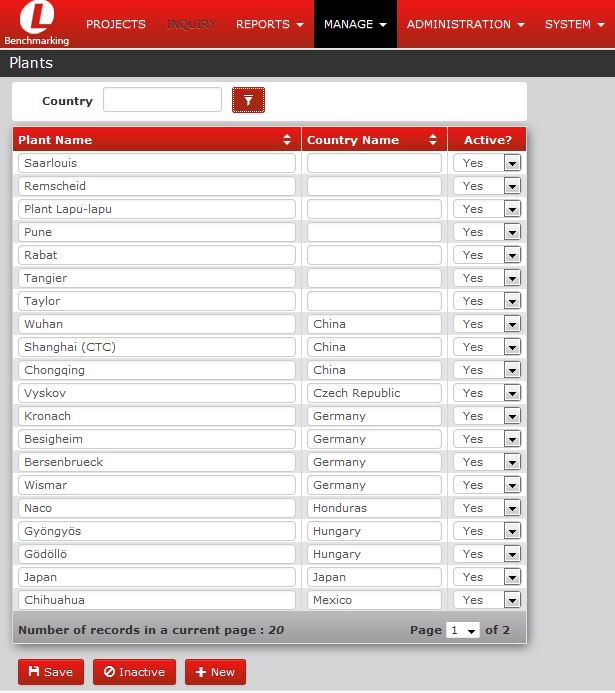 L
PROJECTS INQUIRY REPORTS MANAGE ADMINISTRATION SYSTEM
Benchmarking
Plants
Country
Plant Name Country Name Active?
Saarlouis Yes
Remscheid Yes
Plant Lapu-lapu Yes
Pune Yes
Rabat Yes
Tangier Yes
Taylor Yes
Wuhan China Yes
Shanghai (CTC) China Yes
Chongqing China Yes
Vyskov Czech Republic Yes
Kronach Germany Yes
Besigheim Germany Yes
Bersenbrueck Germany Yes
Wismar Germany Yes
Naco Honduras Yes
Gyöngyös Hungary Yes
Gödöllö Hungary Yes
Japan Japan Yes
Chihuahua Mexico Yes
Number of records in a current page : 20 Page 1 of 2
Save Inactive + New